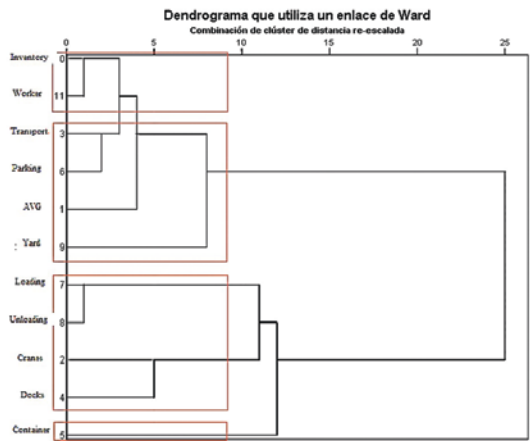 Dendrograma que utiliza un enlace de Ward
Combinación de clúster de distancia re-escalada
0 5 10 15 20 25
Inventory 0
Worker 11
Transport. 3
Parking 6
AVG 1
: Yard 9
Loading 7
Unloading 8
Cranes 2
Docks 4
Container 5